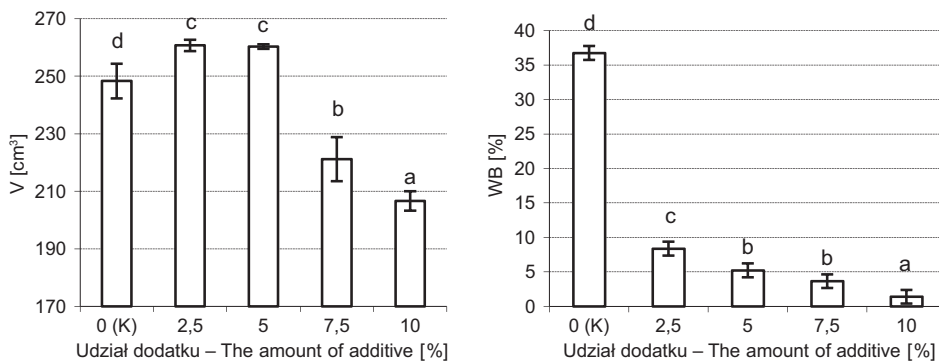 270
250
230
210
190
170
V [cm³]
d
c
c
b
a
0 (K) 2,5 5 7,5 10
Udział dodatku – The amount of additive [%]
40
35
30
25
20
15
10
5
0
WB [%]
d
c
b
b
a
0 (K) 2,5 5 7,5 10
Udział dodatku – The amount of additive [%]